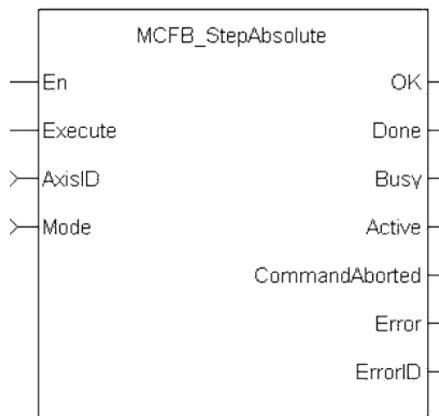 MCFB_StepAbsolute
En
OK
Execute
Done
AxisID
Busy
Mode
Active
CommandAborted
Error
ErrorID